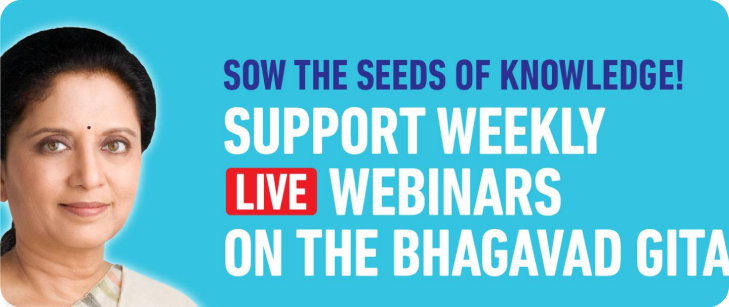 SOW THE SEEDS OF KNOWLEDGE!
SUPPORT WEEKLY
LIVE WEBINARS
ON THE BHAGAVAD GITA